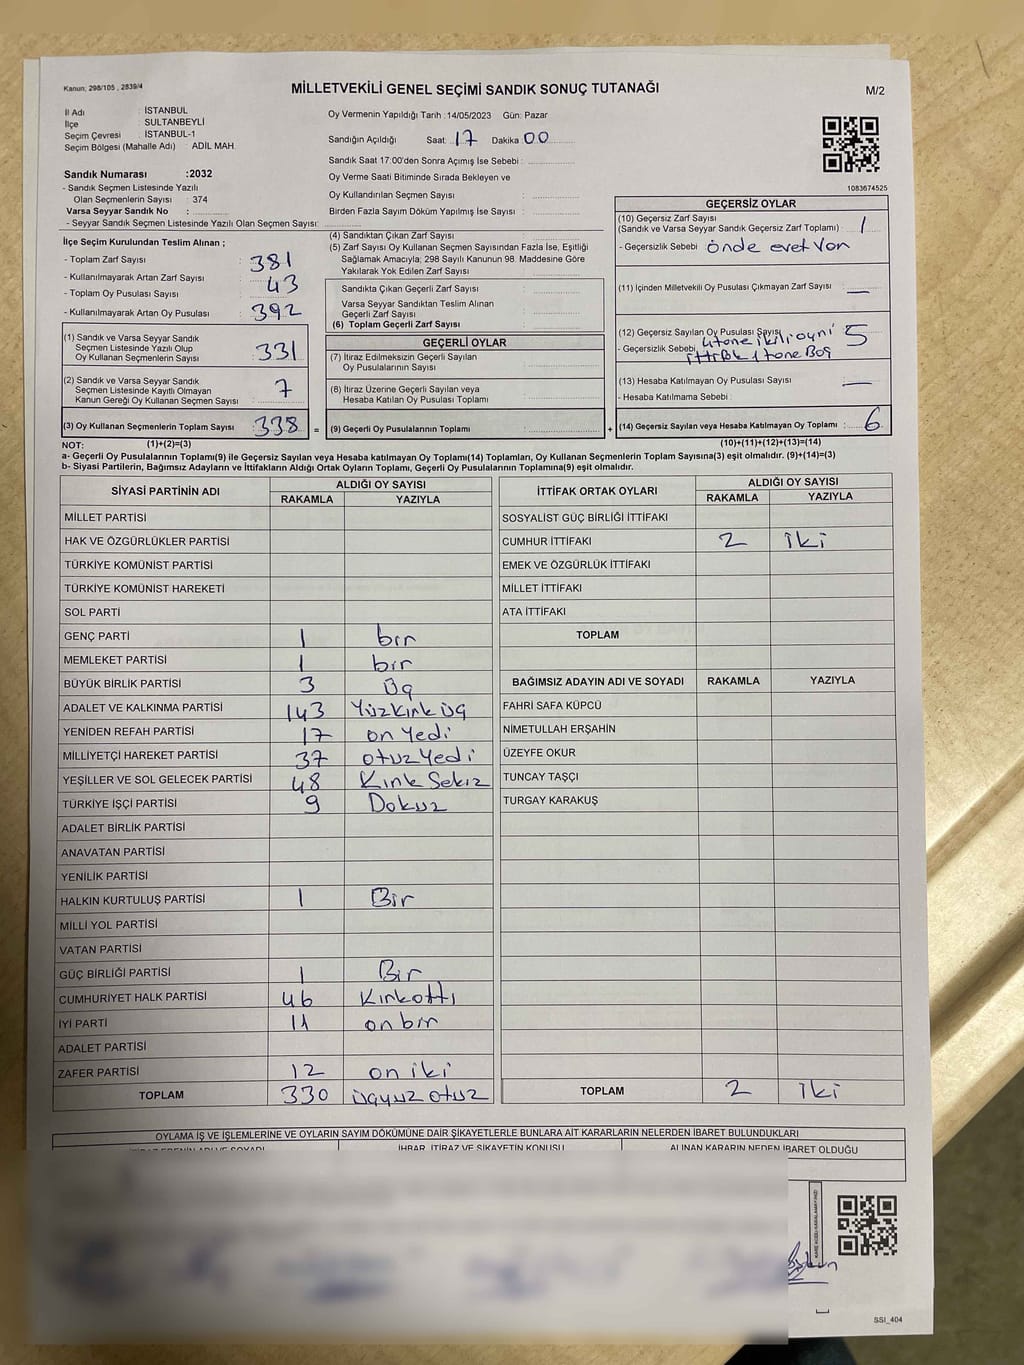 Kanun; 298/105 , 2839/4
MİLLETVEKİLİ GENEL SEÇİMİ SANDIK SONUÇ TUTANAĞI
M/2
İl Adı : İSTANBUL
İlçe : SULTANBEYLİ
Seçim Çevresi : İSTANBUL-1
Seçim Bölgesi (Mahalle Adı) : ADİL MAH.
Sandık Numarası :2032
- Sandık Seçmen Listesinde Yazılı
Olan Seçmenlerin Sayısı : 374
Varsa Seyyar Sandık No :
- Seyyar Sandık Seçmen Listesinde Yazılı Olan Seçmen Sayısı:
Oy Vermenin Yapıldığı Tarih : 14/05/2023 Gün: Pazar
Sandığın Açıldığı Saat: 17 Dakika 00
Sandık Saat 17:00'den Sonra Açımış İse Sebebi :
Oy Verme Saati Bitiminde Sırada Bekleyen ve
Oy Kullandırılan Seçmen Sayısı :
Birden Fazla Sayım Döküm Yapılmış İse Sayısı :
1083674525
İlçe Seçim Kurulundan Teslim Alınan ;
- Toplam Zarf Sayısı : 381
- Kullanılmayarak Artan Zarf Sayısı : 43
- Toplam Oy Pusulası Sayısı :
- Kullanılmayarak Artan Oy Pusulası : 392
(1) Sandık ve Varsa Seyyar Sandık
Seçmen Listesinde Yazılı Olup
Oy Kullanan Seçmenlerin Sayısı : 331
(2) Sandık ve Varsa Seyyar Sandık
Seçmen Listesinde Kayıtlı Olmayan
Kanun Gereği Oy Kullanan Seçmen Sayısı : 7
(3) Oy Kullanan Seçmenlerin Toplam Sayısı : 338
(4) Sandıktan Çıkan Zarf Sayısı :
(5) Zarf Sayısı Oy Kullanan Seçmen Sayısından Fazla İse, Eşitliği
Sağlamak Amacıyla; 298 Sayılı Kanunun 98. Maddesine Göre
Yakılarak Yok Edilen Zarf Sayısı :
Sandıkta Çıkan Geçerli Zarf Sayısı :
Varsa Seyyar Sandıktan Teslim Alınan
Geçerli Zarf Sayısı :
(6) Toplam Geçerli Zarf Sayısı :
GEÇERLİ OYLAR
(7) İtiraz Edilmeksizin Geçerli Sayılan
Oy Pusulalarının Sayısı :
(8) İtiraz Üzerine Geçerli Sayılan veya
Hesaba Katılan Oy Pusulası Toplamı :
= (9) Geçerli Oy Pusulalarının Toplamı :
GEÇERSİZ OYLAR
(10) Geçersiz Zarf Sayısı
(Sandık ve Varsa Seyyar Sandık Geçersiz Zarf Toplamı) : 1
- Geçersizlik Sebebi : önde evet Var
(11) İçinden Milletvekili Oy Pusulası Çıkmayan Zarf Sayısı : —
(12) Geçersiz Sayılan Oy Pusulası Sayısı : 5
- Geçersizlik Sebebi : 4 tane ikili oyni
ittifak 1 tane Boş
(13) Hesaba Katılmayan Oy Pusulası Sayısı : —
- Hesaba Katılmama Sebebi :
+ (14) Geçersiz Sayılan veya Hesaba Katılmayan Oy Toplamı : 6
NOT: (1)+(2)=(3)
(10)+(11)+(12)+(13)=(14)
a- Geçerli Oy Pusulalarının Toplamı(9) ile Geçersiz Sayılan veya Hesaba katılmayan Oy Toplamı(14) Toplamları, Oy Kullanan Seçmenlerin Toplam Sayısına(3) eşit olmalıdır. (9)+(14)=(3)
b- Siyasi Partilerin, Bağımsız Adayların ve İttifakların Aldığı Ortak Oyların Toplamı, Geçerli Oy Pusulalarının Toplamına(9) eşit olmalıdır.
SİYASİ PARTİNİN ADI
ALDIĞI OY SAYISI
RAKAMLA YAZIYLA
MİLLET PARTİSİ
HAK VE ÖZGÜRLÜKLER PARTİSİ
TÜRKİYE KOMÜNİST PARTİSİ
TÜRKİYE KOMÜNİST HAREKETİ
SOL PARTİ
GENÇ PARTİ 1 bir
MEMLEKET PARTİSİ 1 bir
BÜYÜK BİRLİK PARTİSİ 3 Üç
ADALET VE KALKINMA PARTİSİ 143 Yüzkırk üç
YENİDEN REFAH PARTİSİ 17 on Yedi
MİLLİYETÇİ HAREKET PARTİSİ 37 otuz Yedi
YEŞİLLER VE SOL GELECEK PARTİSİ 48 Kırk Sekiz
TÜRKİYE İŞÇİ PARTİSİ 9 Dokuz
ADALET BİRLİK PARTİSİ
ANAVATAN PARTİSİ
YENİLİK PARTİSİ
HALKIN KURTULUŞ PARTİSİ 1 Bir
MİLLİ YOL PARTİSİ
VATAN PARTİSİ
GÜÇ BİRLİĞİ PARTİSİ 1 Bir
CUMHURİYET HALK PARTİSİ 46 Kırkaltı
İYİ PARTİ 11 on bir
ADALET PARTİSİ
ZAFER PARTİSİ 12 on iki
TOPLAM 330 üçyüz otuz
İTTİFAK ORTAK OYLARI
ALDIĞI OY SAYISI
RAKAMLA YAZIYLA
SOSYALİST GÜÇ BİRLİĞİ İTTİFAKI
CUMHUR İTTİFAKI 2 iki
EMEK VE ÖZGÜRLÜK İTTİFAKI
MİLLET İTTİFAKI
ATA İTTİFAKI
TOPLAM
BAĞIMSIZ ADAYIN ADI VE SOYADI RAKAMLA YAZIYLA
FAHRİ SAFA KÜPCÜ
NİMETULLAH ERŞAHİN
ÜZEYFE OKUR
TUNCAY TAŞÇI
TURGAY KARAKUŞ
TOPLAM 2 iki
OYLAMA İŞ VE İŞLEMLERİNE VE OYLARIN SAYIM DÖKÜMÜNE DAİR ŞİKAYETLERLE BUNLARA AİT KARARLARIN NELERDEN İBARET BULUNDUKLARI
İHBAR, İTİRAZ VE ŞİKAYETİN KONUSU ALINAN KARARIN NEDEN İBARET OLDUĞU
SSI_404